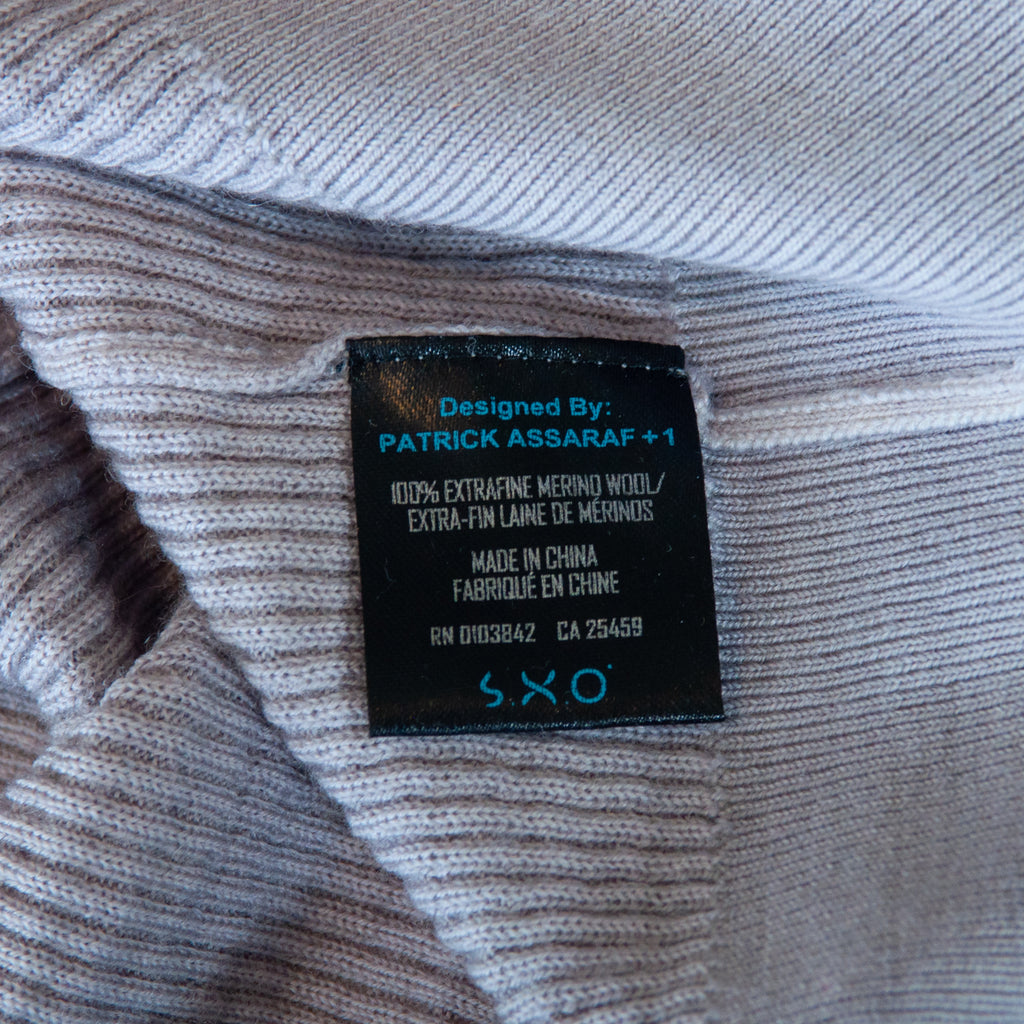 Designed By:
PATRICK ASSARAF + 1
100% EXTRAFINE MERINO WOOL/
EXTRA-FIN LAINE DE MÉRINOS
MADE IN CHINA
FABRIQUÉ EN CHINE
RN 0103842 CA 25459
S.X.O